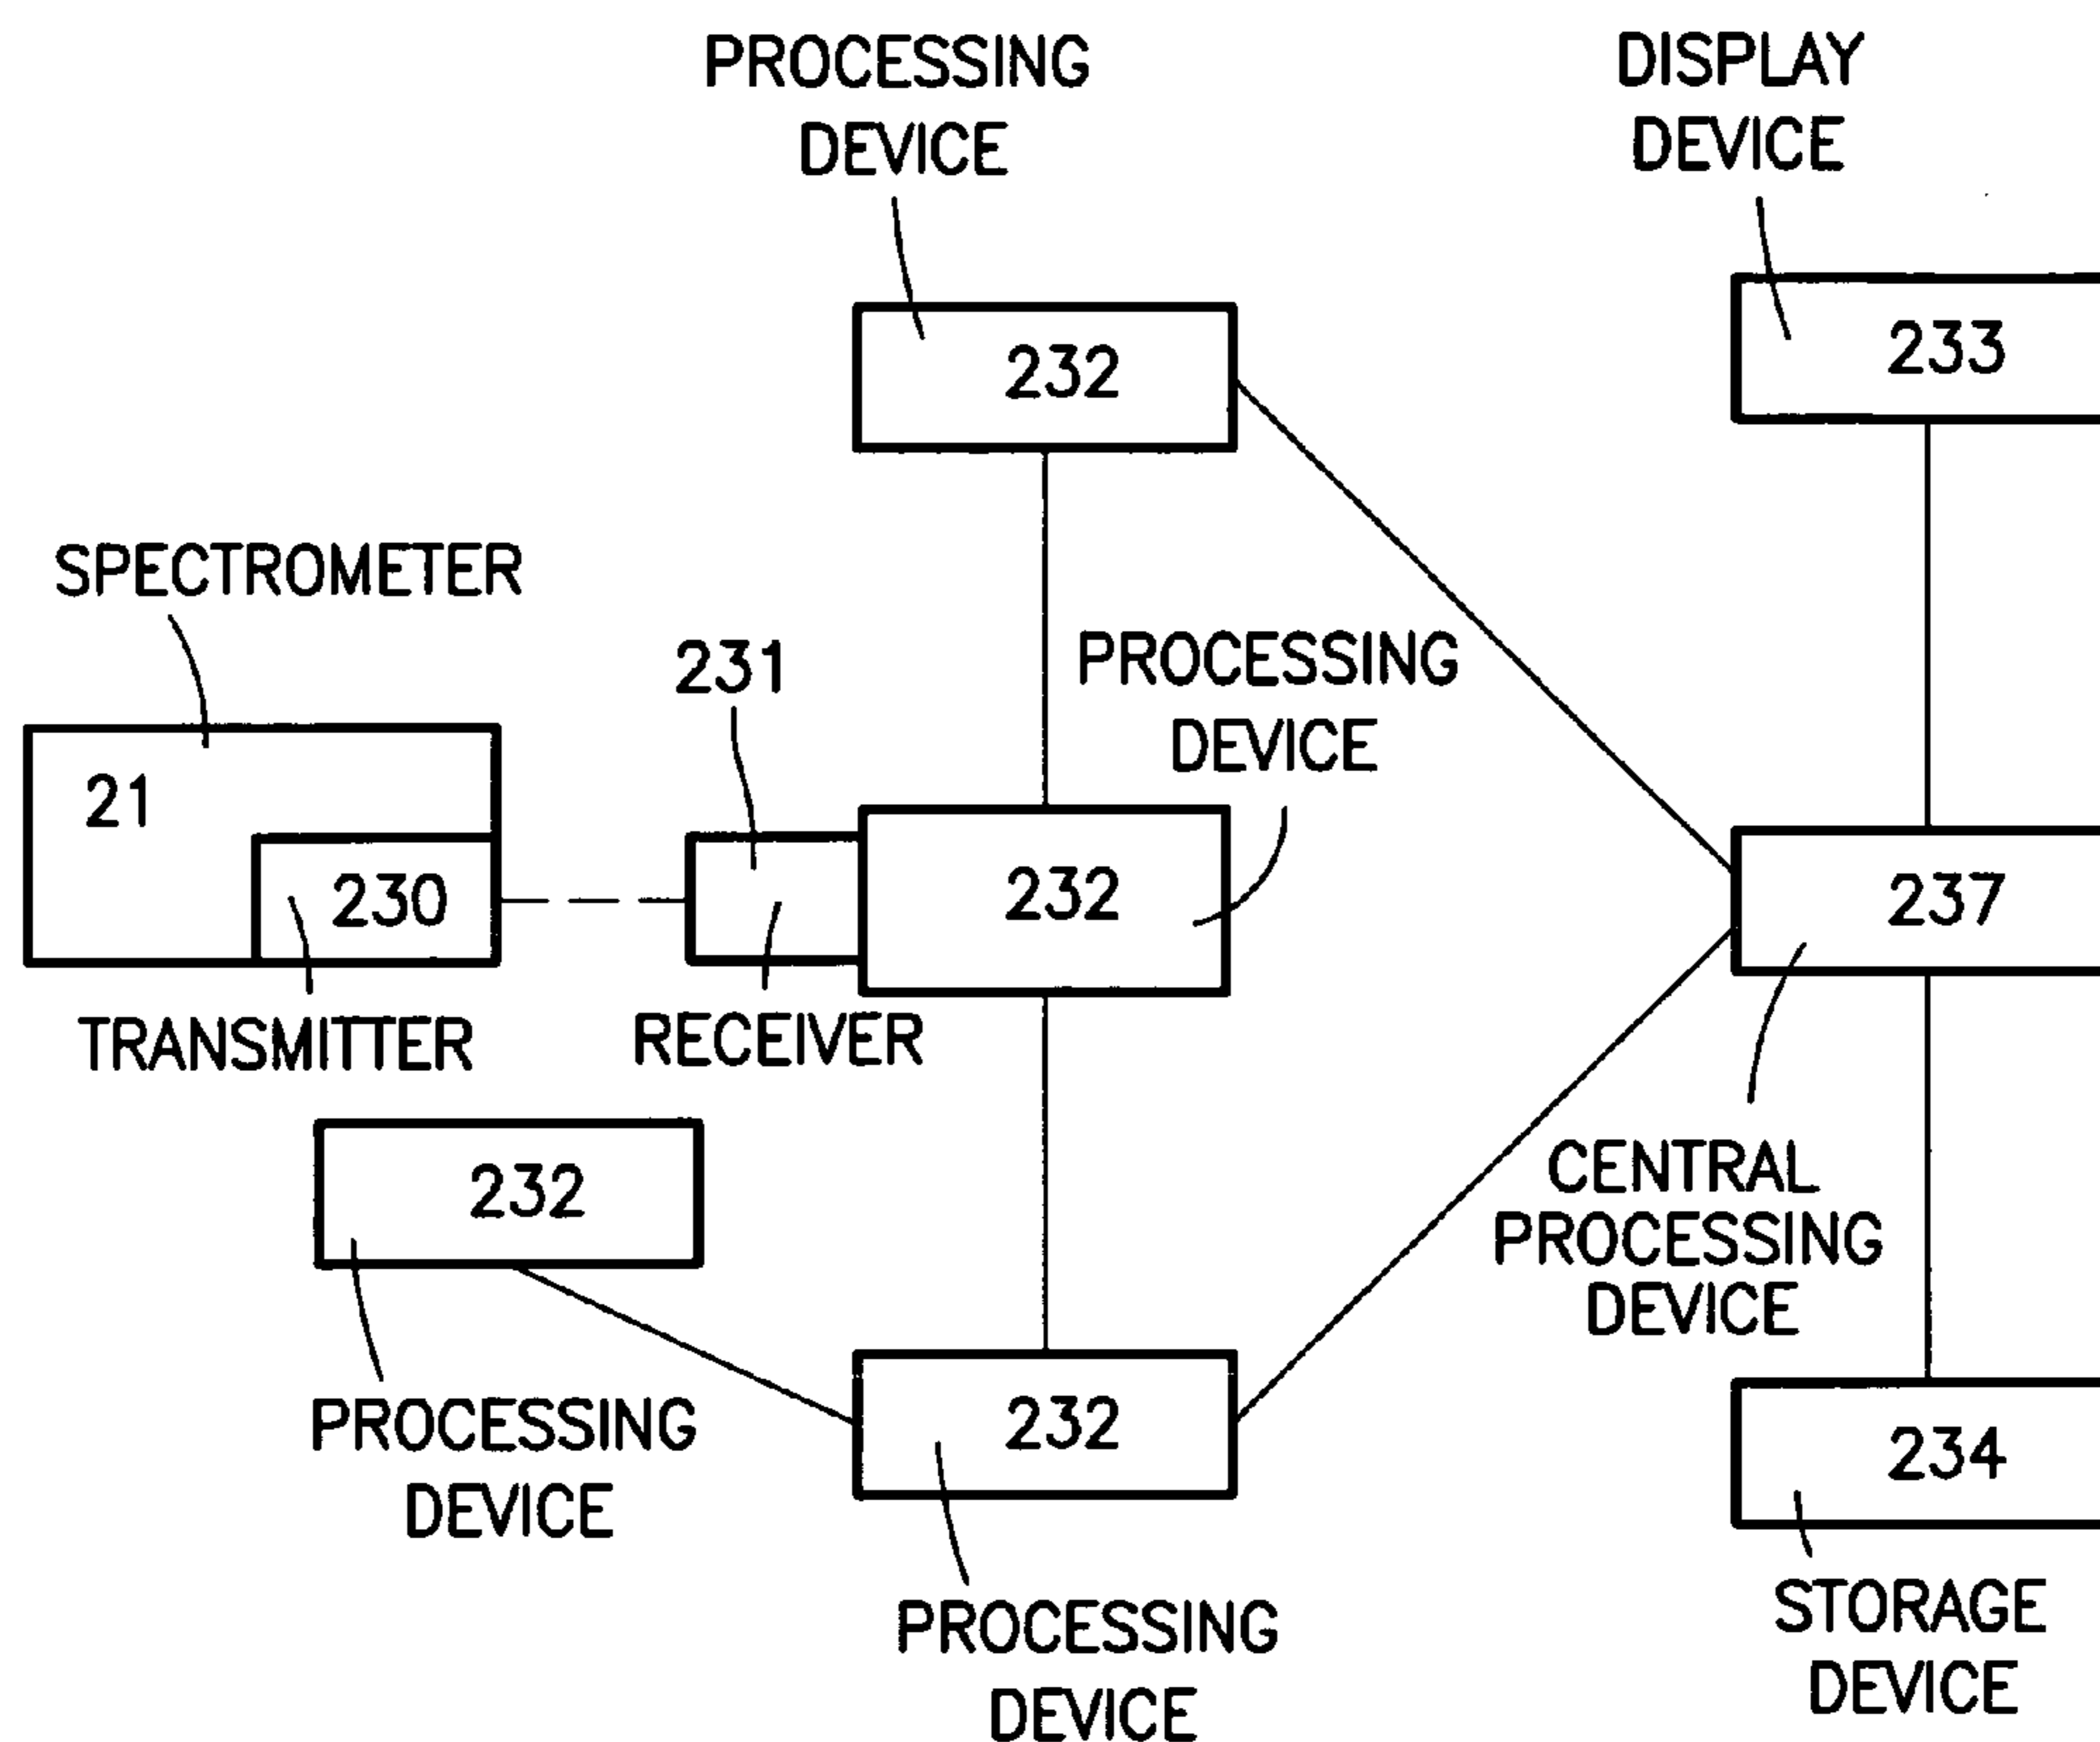 PROCESSING
DEVICE
232
DISPLAY
DEVICE
233
SPECTROMETER
21
230
TRANSMITTER
231
RECEIVER
PROCESSING
DEVICE
232
237
CENTRAL
PROCESSING
DEVICE
232
PROCESSING
DEVICE
232
PROCESSING
DEVICE
234
STORAGE
DEVICE